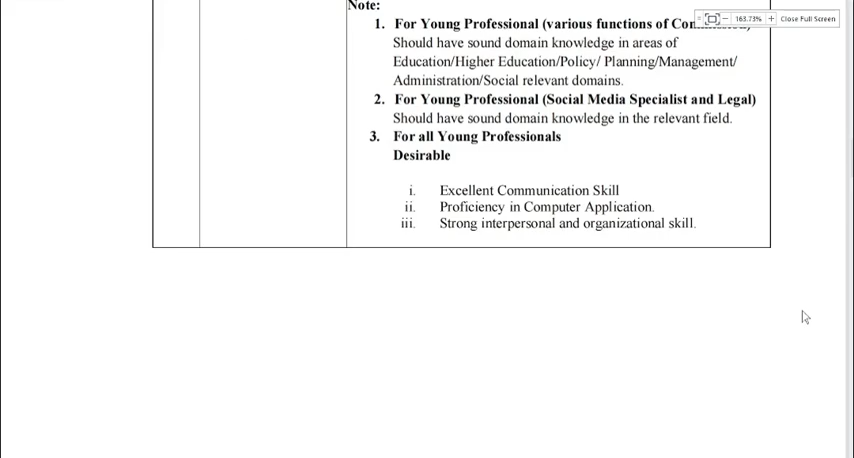 Note:
1. For Young Professional (various functions of
163.73% Close Full Screen
Should have sound domain knowledge in areas of
Education/Higher Education/Policy/ Planning/Management/
Administration/Social relevant domains.
2. For Young Professional (Social Media Specialist and Legal)
Should have sound domain knowledge in the relevant field.
3. For all Young Professionals
Desirable
i. Excellent Communication Skill
ii. Proficiency in Computer Application.
iii. Strong interpersonal and organizational skill.